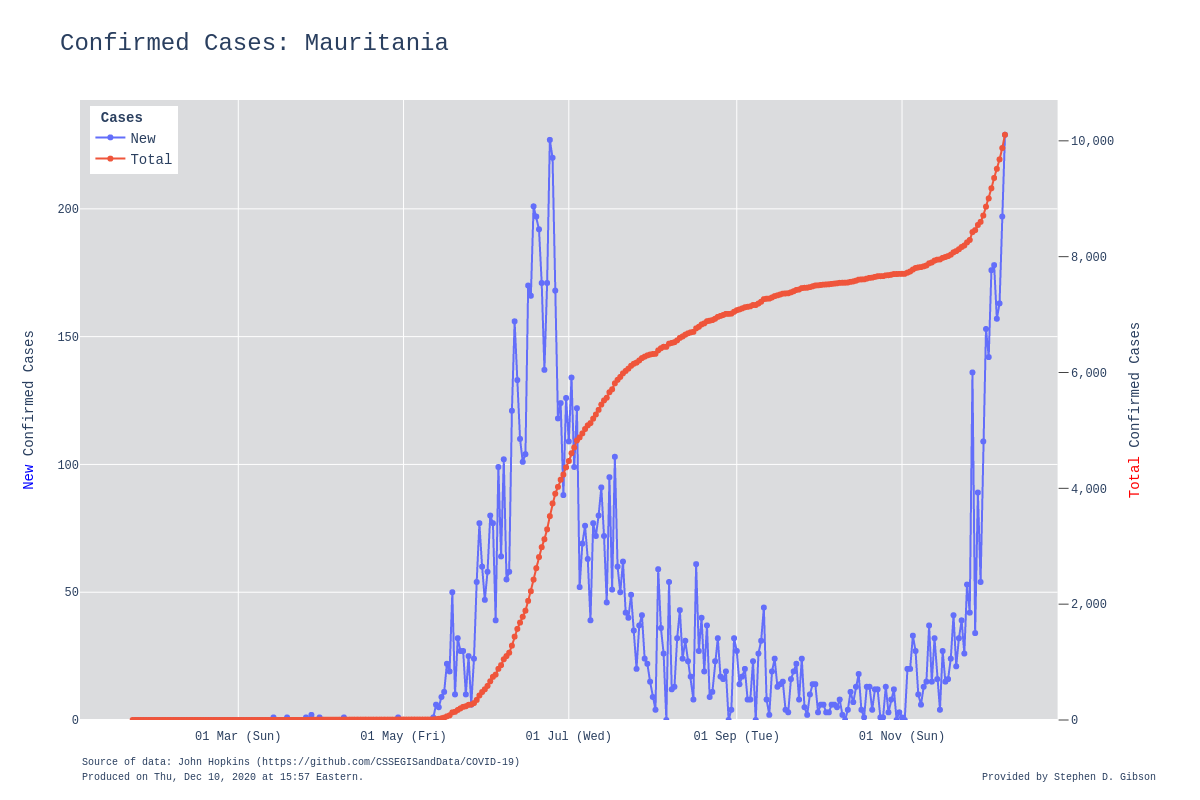 Confirmed Cases: Mauritania
Cases
New
Total
200
150
100
50
0
New Confirmed Cases
10,000
8,000
6,000
4,000
2,000
0
Total Confirmed Cases
01 Mar (Sun)
01 May (Fri)
01 Jul (Wed)
01 Sep (Tue)
01 Nov (Sun)
Source of data: John Hopkins (https://github.com/CSSEGISandData/COVID-19)
Produced on Thu, Dec 10, 2020 at 15:57 Eastern.
Provided by Stephen D. Gibson